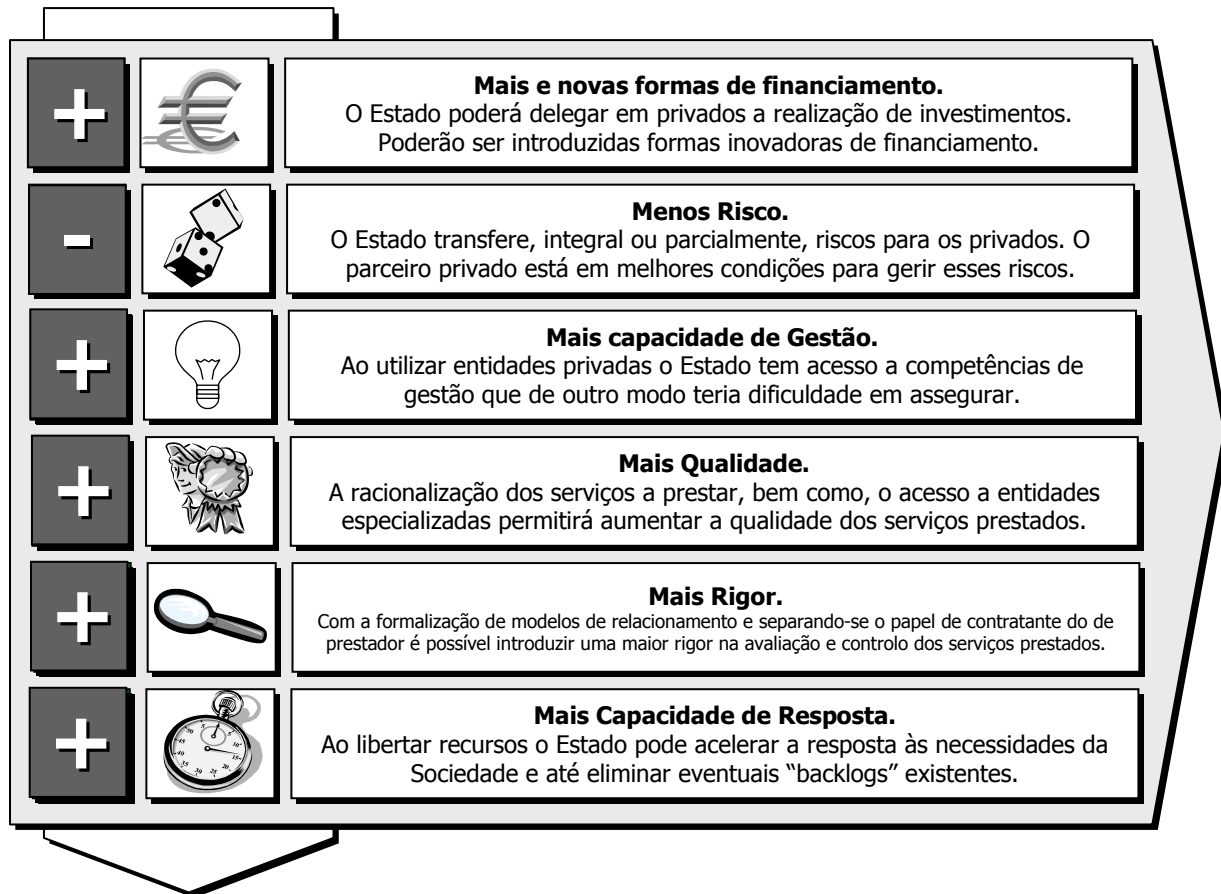 +
Mais e novas formas de financiamento.
O Estado poderá delegar em privados a realização de investimentos.
Poderão ser introduzidas formas inovadoras de financiamento.
-
Menos Risco.
O Estado transfere, integral ou parcialmente, riscos para os privados. O
parceiro privado está em melhores condições para gerir esses riscos.
+
Mais capacidade de Gestão.
Ao utilizar entidades privadas o Estado tem acesso a competências de
gestão que de outro modo teria dificuldade em assegurar.
+
Mais Qualidade.
A racionalização dos serviços a prestar, bem como, o acesso a entidades
especializadas permitirá aumentar a qualidade dos serviços prestados.
+
Mais Rigor.
Com a formalização de modelos de relacionamento e separando-se o papel de contratante do de
prestador é possível introduzir uma maior rigor na avaliação e controlo dos serviços prestados.
+
Mais Capacidade de Resposta.
Ao libertar recursos o Estado pode acelerar a resposta às necessidades da
Sociedade e até eliminar eventuais “backlogs” existentes.